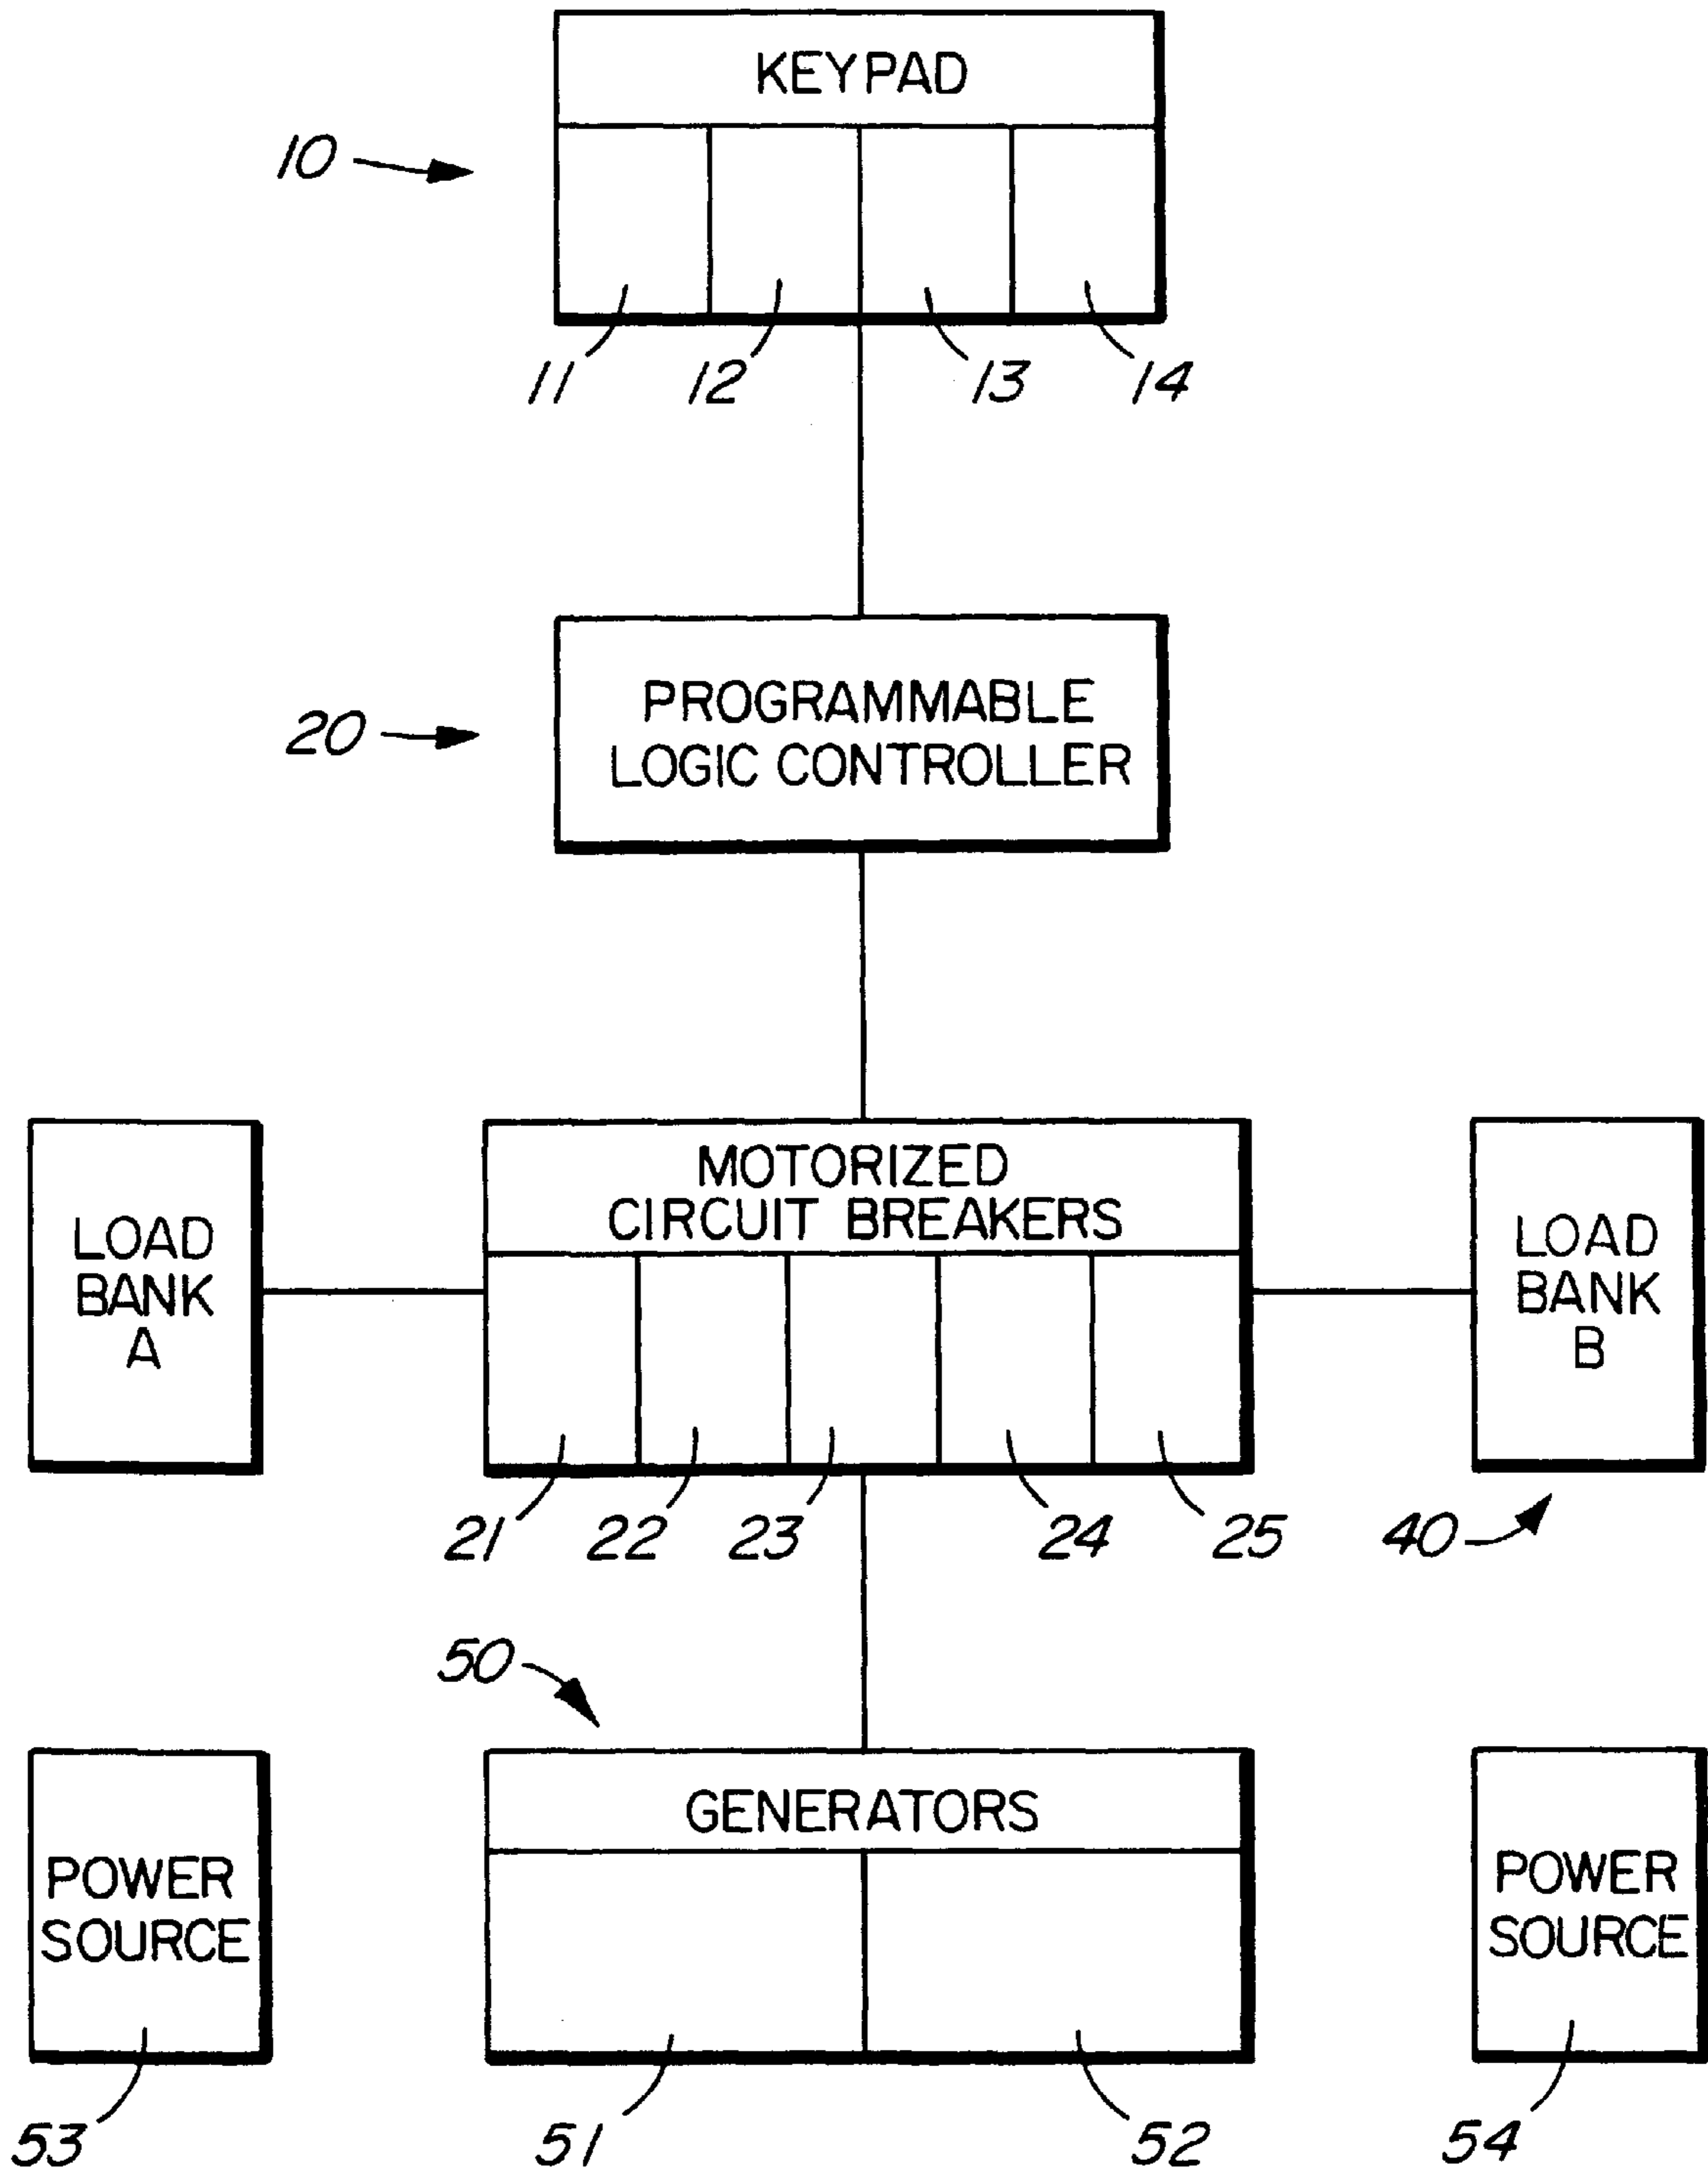 KEYPAD
10
11 12 13 14
PROGRAMMABLE
LOGIC CONTROLLER
20
LOAD
BANK
A
MOTORIZED
CIRCUIT BREAKERS
LOAD
BANK
B
21 22 23 24 25 40
50
GENERATORS
POWER
SOURCE
POWER
SOURCE
53 51 52 54